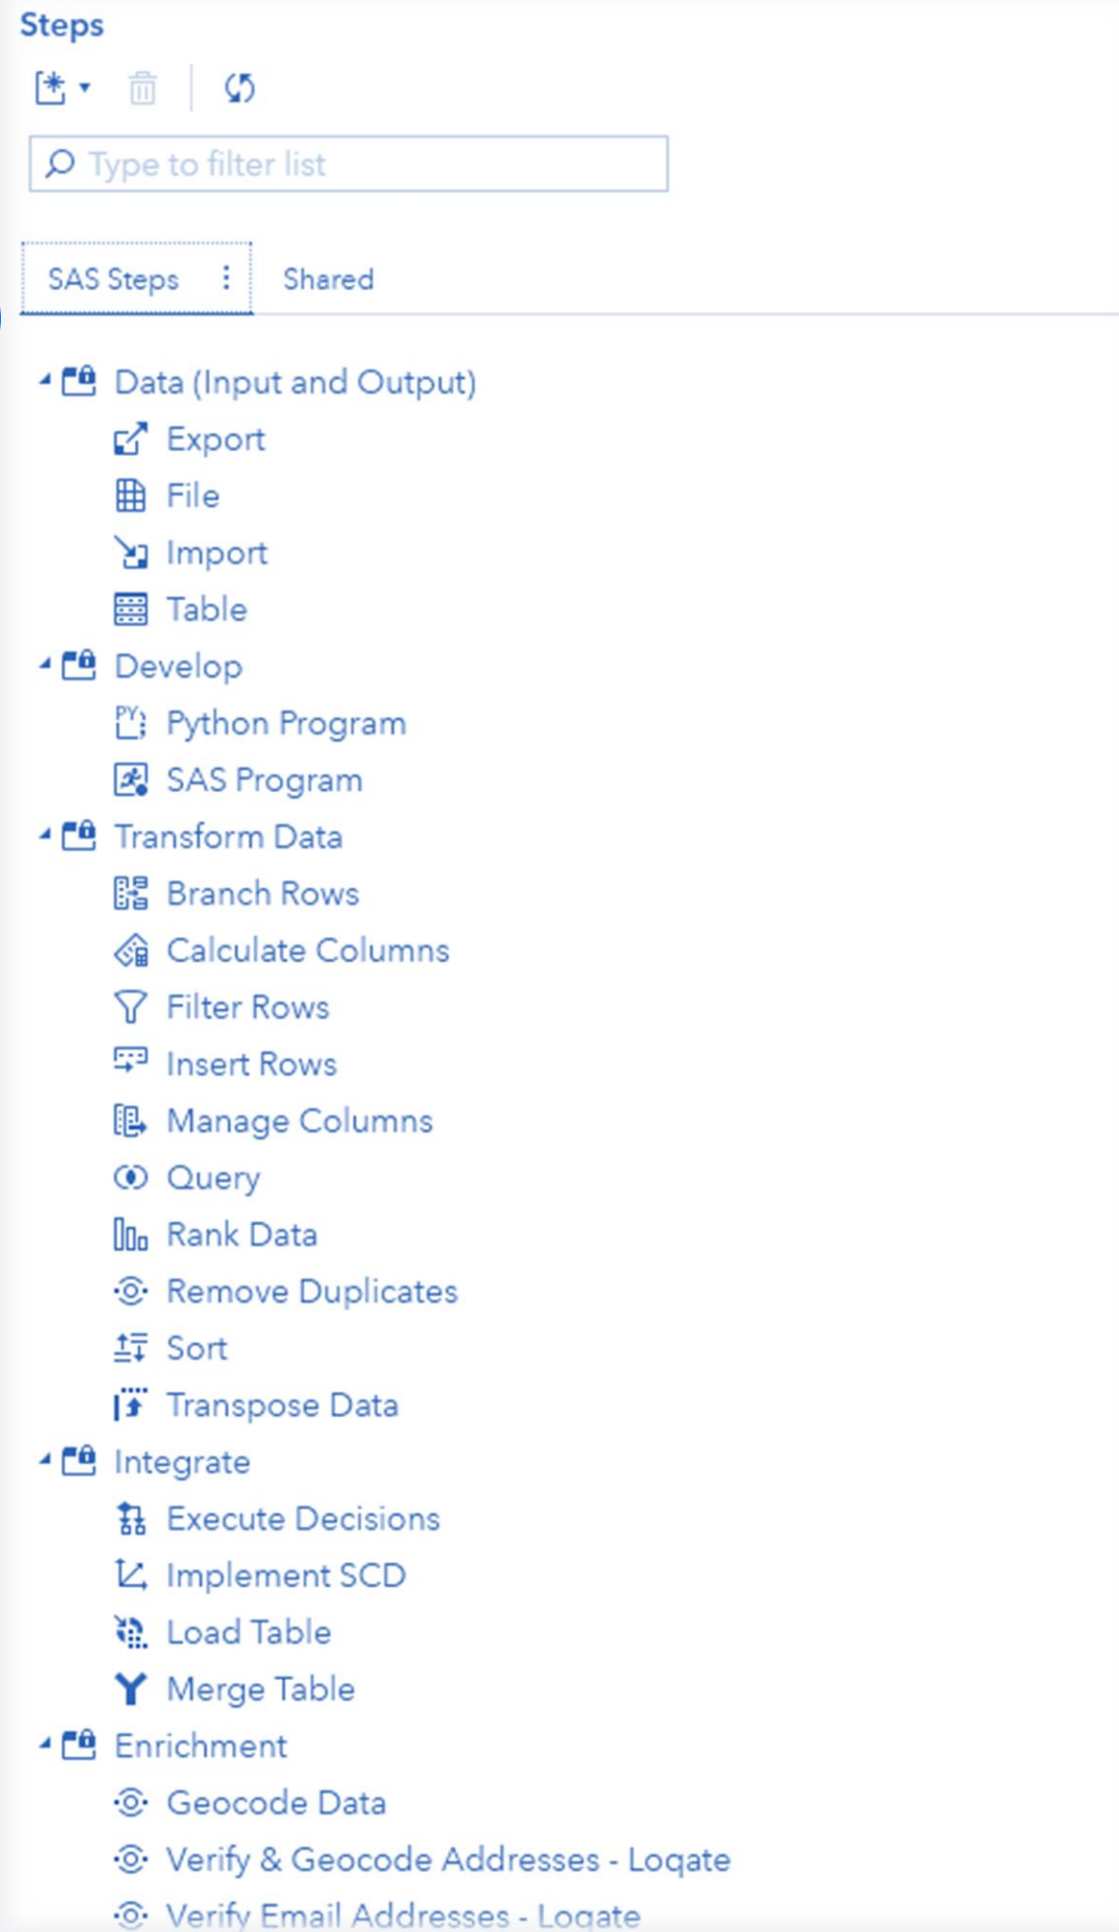 Steps
Type to filter list
SAS Steps Shared
Data (Input and Output)
Export
File
Import
Table
Develop
Python Program
SAS Program
Transform Data
Branch Rows
Calculate Columns
Filter Rows
Insert Rows
Manage Columns
Query
Rank Data
Remove Duplicates
Sort
Transpose Data
Integrate
Execute Decisions
Implement SCD
Load Table
Merge Table
Enrichment
Geocode Data
Verify & Geocode Addresses - Loqate
Verify Email Addresses - Loqate